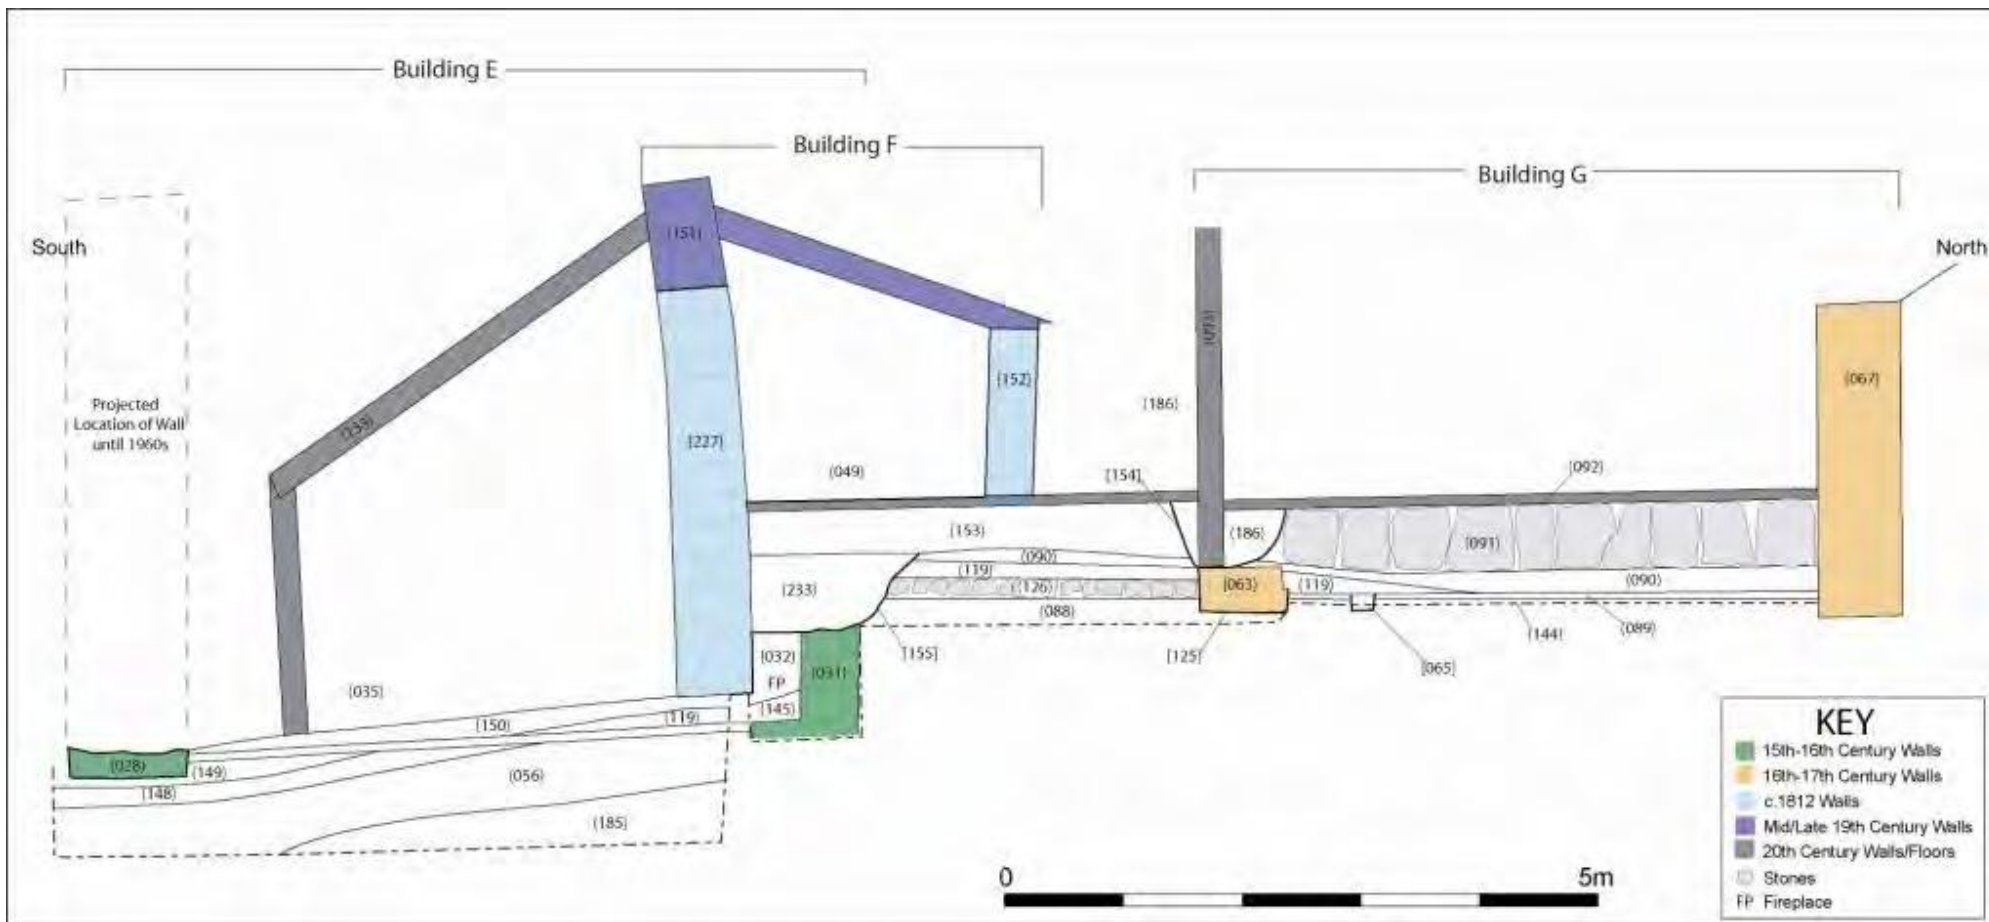 Building E
Building F
Building G
South
North
(151)
Projected
Location of Wall
until 1960s
(067)
(152)
(186)
(227)
(049)
[154]
(092)
(153)
(186)
(091)
(090)
(119)
(126)
(063)
(119)
(090)
(233)
(088)
(032)
FP
(031)
[155]
[125]
[065]
(144)
(089)
(035)
(145)
(150)
(119)
(028)
(149)
(148)
(056)
(185)
0
5m
KEY
15th-16th Century Walls
16th-17th Century Walls
c.1812 Walls
Mid/Late 19th Century Walls
20th Century Walls/Floors
Stones
FP Fireplace